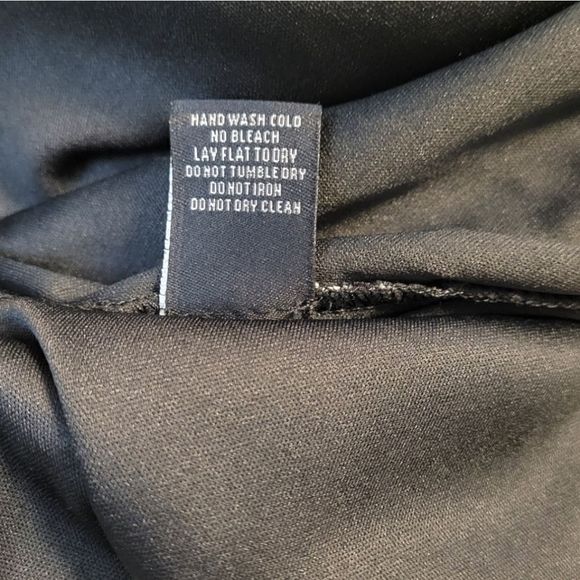 HAND WASH COLD
NO BLEACH
LAY FLAT TO DRY
DO NOT TUMBLE DRY
DO NOT IRON
DO NOT DRY CLEAN